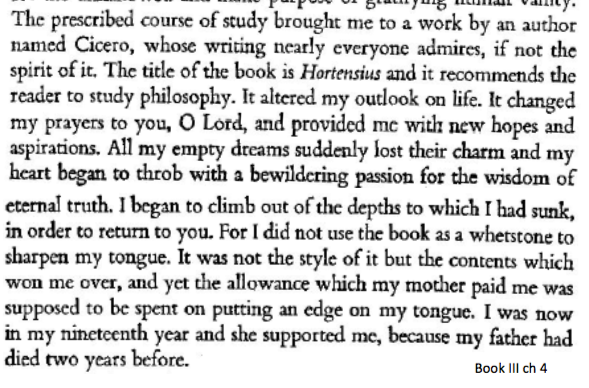 The prescribed course of study brought me to a work by an author
named Cicero, whose writing nearly everyone admires, if not the
spirit of it. The title of the book is Hortensius and it recommends the
reader to study philosophy. It altered my outlook on life. It changed
my prayers to you, O Lord, and provided me with new hopes and
aspirations. All my empty dreams suddenly lost their charm and my
heart began to throb with a bewildering passion for the wisdom of
eternal truth. I began to climb out of the depths to which I had sunk,
in order to return to you. For I did not use the book as a whetstone to
sharpen my tongue. It was not the style of it but the contents which
won me over, and yet the allowance which my mother paid me was
supposed to be spent on putting an edge on my tongue. I was now
in my nineteenth year and she supported me, because my father had
died two years before.
Book III ch 4